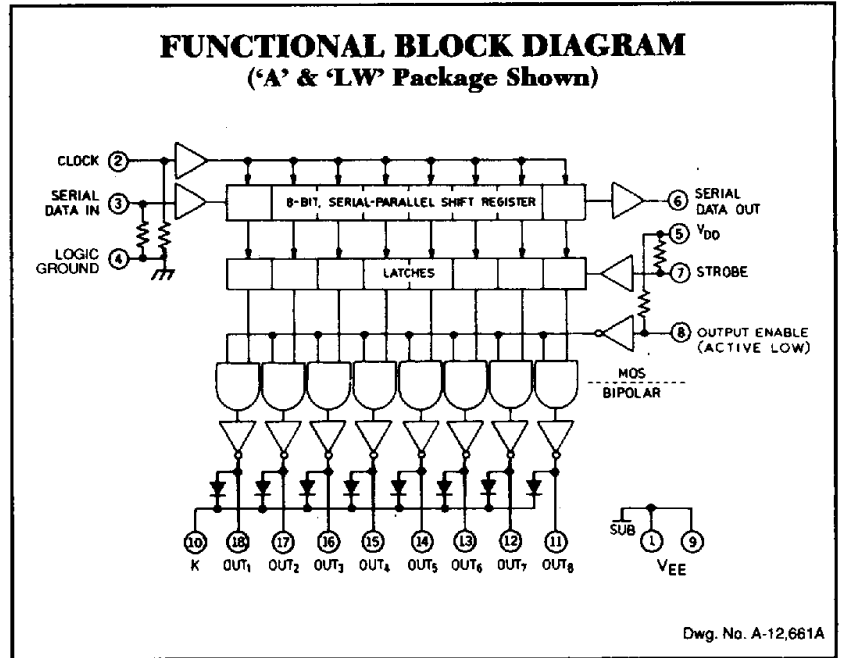 FUNCTIONAL BLOCK DIAGRAM
('A' & 'LW' Package Shown)
CLOCK 2
SERIAL DATA IN 3
8-BIT, SERIAL-PARALLEL SHIFT REGISTER
6 SERIAL DATA OUT
5 VDD
LOGIC GROUND 4
LATCHES
7 STROBE
8 OUTPUT ENABLE
(ACTIVE LOW)
MOS
BIPOLAR
SUB
10 18 17 16 15 14 13 12 11 1 9
K OUT1 OUT2 OUT3 OUT4 OUT5 OUT6 OUT7 OUT8 VEE
Dwg. No. A-12,661A